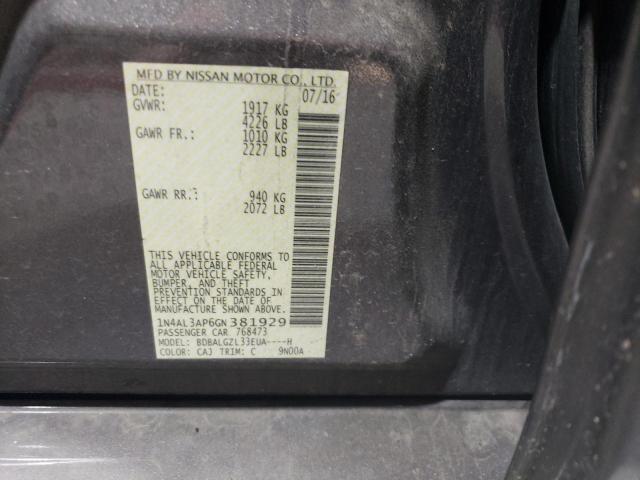 MFD BY NISSAN MOTOR CO., LTD.
DATE: 07/16
GVWR: 1917 KG
4226 LB
GAWR FR.: 1010 KG
2227 LB
GAWR RR.: 940 KG
2072 LB
THIS VEHICLE CONFORMS TO
ALL APPLICABLE FEDERAL
MOTOR VEHICLE SAFETY,
BUMPER, AND THEFT
PREVENTION STANDARDS IN
EFFECT ON THE DATE OF
MANUFACTURE SHOWN ABOVE.
1N4AL3AP6GN381929
PASSENGER CAR 768473
MODEL: BDBALGZL33EUA----H
COLOR: CAJ TRIM: C 9N00A